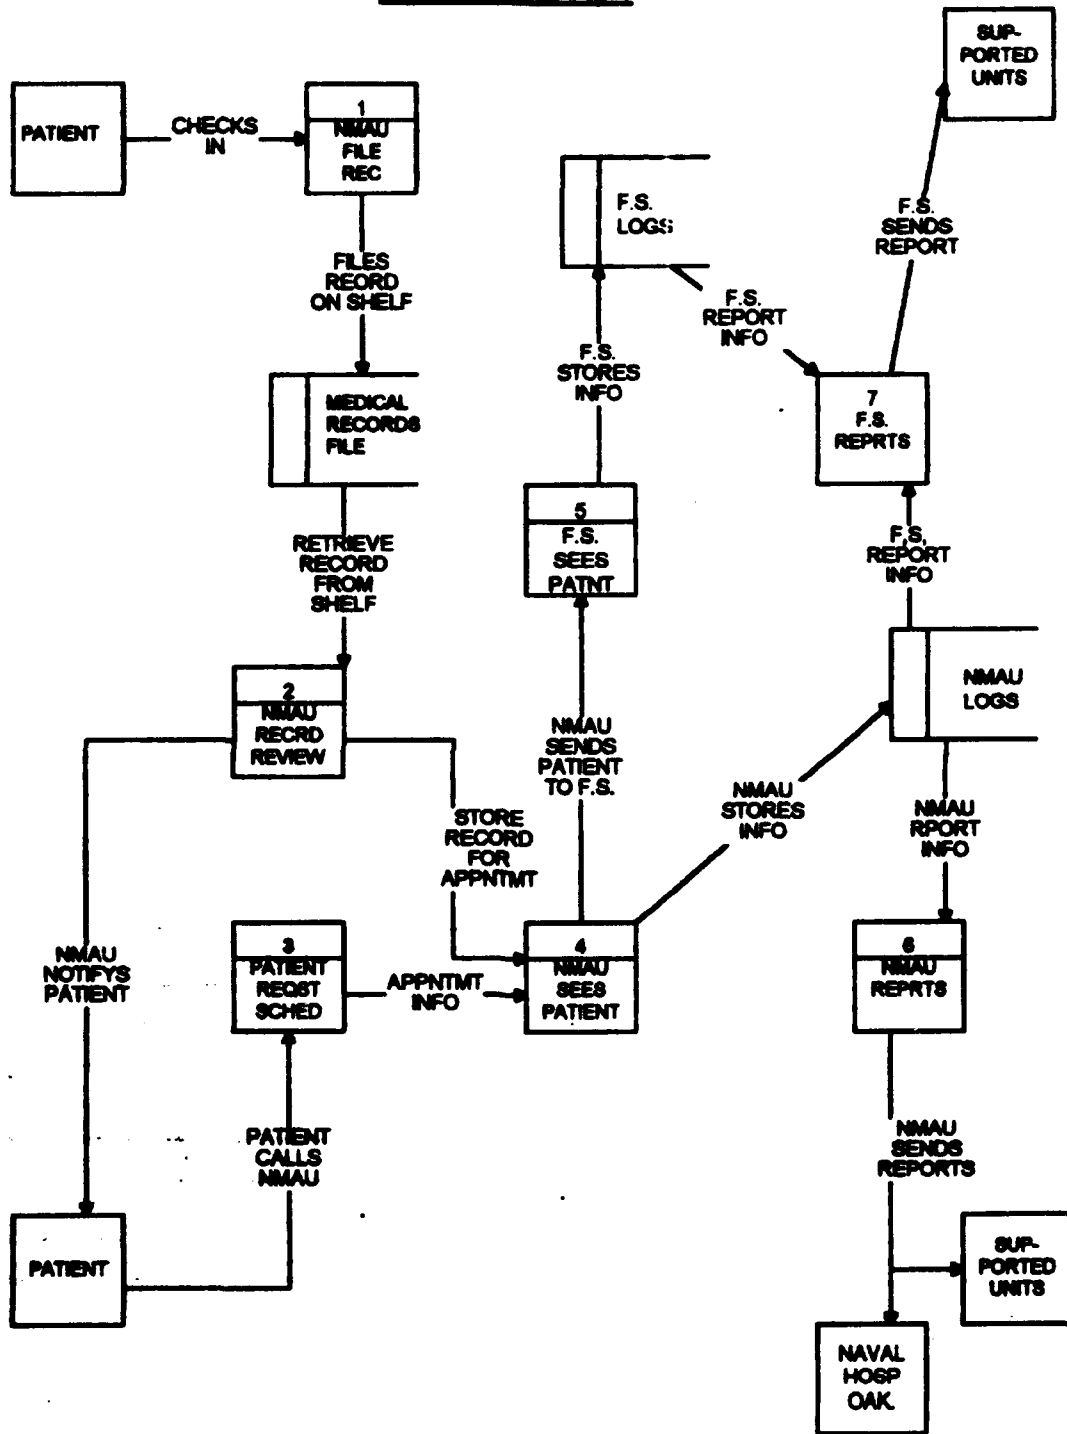 SUP-
PORTED
UNITS
PATIENT
CHECKS
IN
1
NMAU
FILE
REC
F.S.
LOGS
F.S.
SENDS
REPORT
FILES
REORD
ON SHELF
F.S.
REPORT
INFO
F.S.
STORES
INFO
MEDICAL
RECORDS
FILE
7
F.S.
REPRTS
5
F.S.
SEES
PATNT
RETRIEVE
RECORD
FROM
SHELF
F.S.
REPORT
INFO
2
NMAU
RECRD
REVIEW
NMAU
LOGS
NMAU
SENDS
PATIENT
TO F.S.
NMAU
STORES
INFO
NMAU
RPORT
INFO
STORE
RECORD
FOR
APPNTMT
NMAU
NOTIFYS
PATIENT
3
PATIENT
REQST
SCHED
APPNTMT
INFO
4
NMAU
SEES
PATIENT
6
NMAU
REPRTS
PATIENT
CALLS
NMAU
NMAU
SENDS
REPORTS
PATIENT
SUP-
PORTED
UNITS
NAVAL
HOSP
OAK.